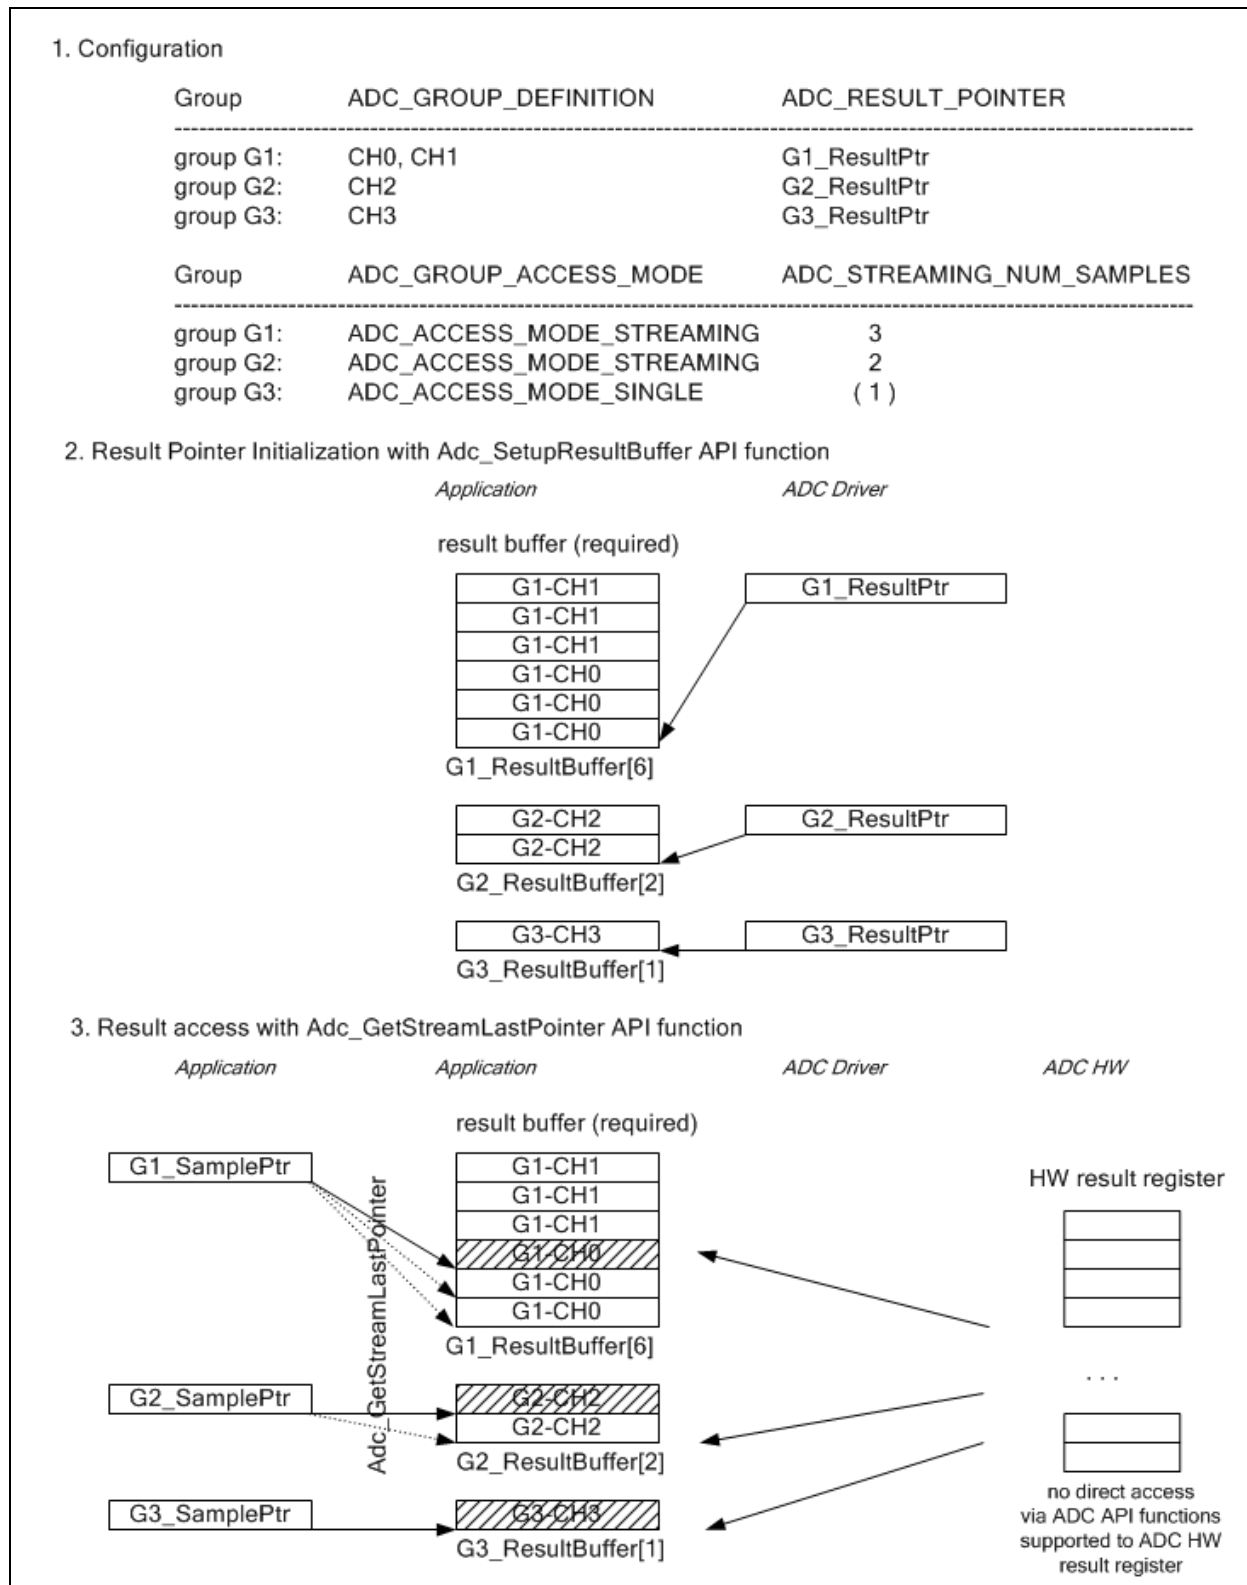 1. Configuration
Group ADC_GROUP_DEFINITION ADC_RESULT_POINTER
group G1: CH0, CH1 G1_ResultPtr
group G2: CH2 G2_ResultPtr
group G3: CH3 G3_ResultPtr
Group ADC_GROUP_ACCESS_MODE ADC_STREAMING_NUM_SAMPLES
group G1: ADC_ACCESS_MODE_STREAMING 3
group G2: ADC_ACCESS_MODE_STREAMING 2
group G3: ADC_ACCESS_MODE_SINGLE ( 1 )
2. Result Pointer Initialization with Adc_SetupResultBuffer API function
Application ADC Driver
result buffer (required)
G1-CH1 G1_ResultPtr
G1-CH1
G1-CH1
G1-CH0
G1-CH0
G1-CH0
G1_ResultBuffer[6]
G2-CH2 G2_ResultPtr
G2-CH2
G2_ResultBuffer[2]
G3-CH3 G3_ResultPtr
G3_ResultBuffer[1]
3. Result access with Adc_GetStreamLastPointer API function
Application Application ADC Driver ADC HW
result buffer (required)
G1_SamplePtr G1-CH1
HW result register
G1-CH1
G1-CH1
G1-CH0
G1-CH0
G1-CH0
G1_ResultBuffer[6]
Adc_GetStreamLastPointer
. . .
G2_SamplePtr G2-CH2
G2-CH2
G2_ResultBuffer[2]
G3_SamplePtr G3-CH3
G3_ResultBuffer[1]
no direct access
via ADC API functions
supported to ADC HW
result register